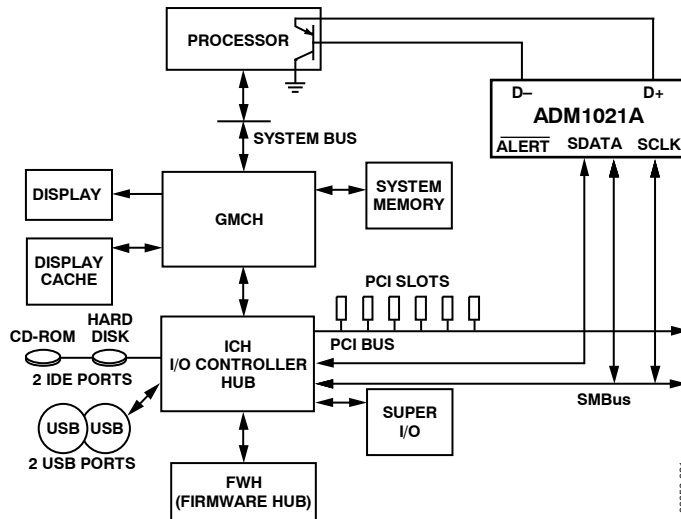 PROCESSOR
D–
D+
ADM1021A
ALERT SDATA SCLK
SYSTEM BUS
DISPLAY
GMCH
SYSTEM
MEMORY
DISPLAY
CACHE
PCI SLOTS
HARD
DISK
CD-ROM
ICH
I/O CONTROLLER
HUB
PCI BUS
2 IDE PORTS
SMBus
USB USB
SUPER
I/O
2 USB PORTS
FWH
(FIRMWARE HUB)